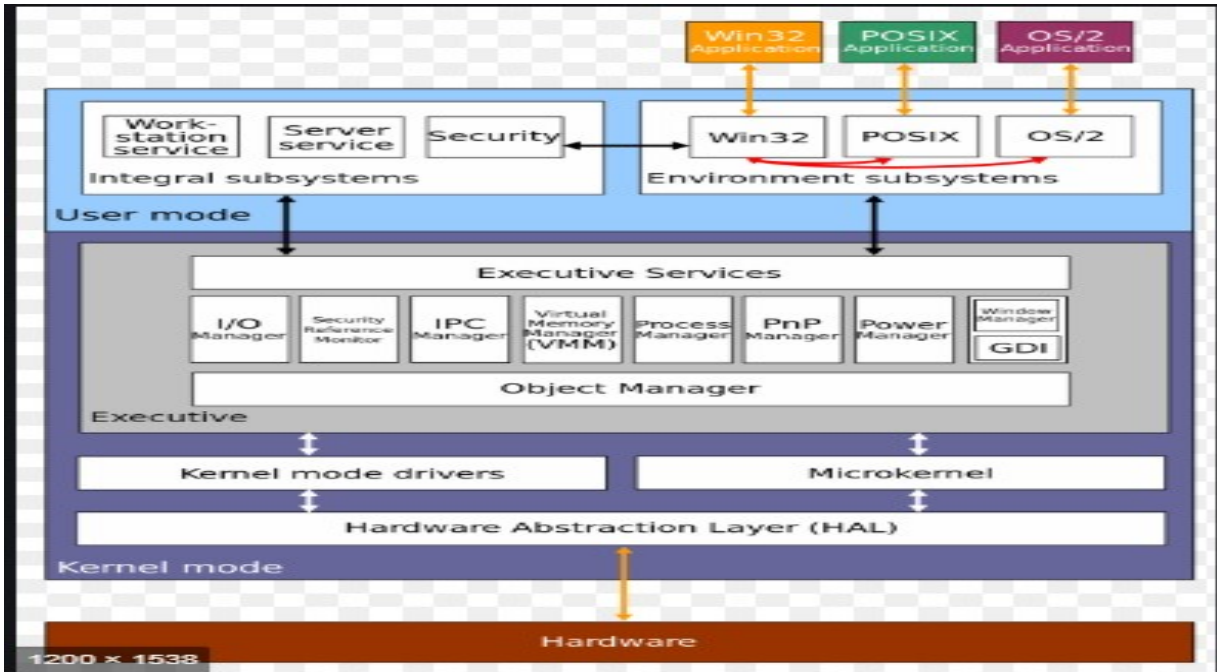 Win32
Application
POSIX
Application
OS/2
Application
Work-
station
service
Server
service
Security
Integral subsystems
Win32
POSIX
OS/2
Environment subsystems
User mode
Executive Services
I/O
Manager
Security
Reference
Monitor
IPC
Manager
Virtual
Memory
Manager
(VMM)
Process
Manager
PnP
Manager
Power
Manager
Window
Manager
GDI
Object Manager
Executive
Kernel mode drivers
Microkernel
Hardware Abstraction Layer (HAL)
Kernel mode
Hardware
1200 × 1538